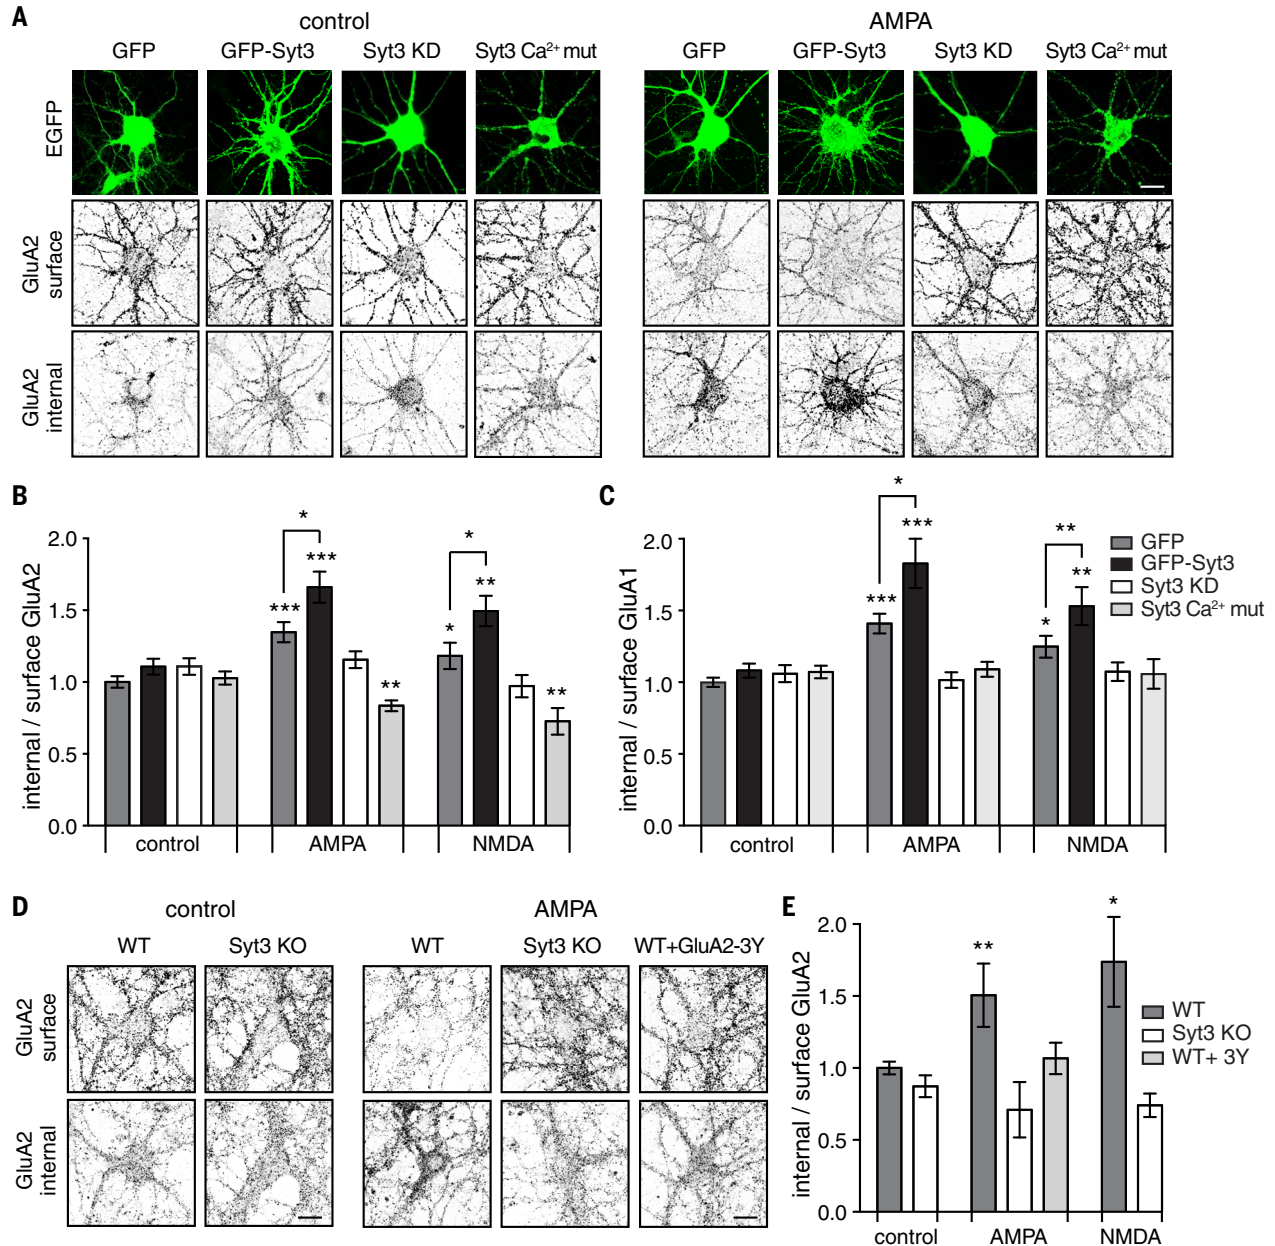 A
control
AMPA
GFP GFP-Syt3 Syt3 KD Syt3 Ca²⁺ mut
GFP GFP-Syt3 Syt3 KD Syt3 Ca²⁺ mut
EGFP
GluA2
surface
GluA2
internal
B
internal / surface GluA2
2.0
1.5
1.0
0.5
0.0
*
***
***
*
*
**
**
**
control AMPA NMDA
C
internal / surface GluA1
2.0
1.5
1.0
0.5
0.0
*
***
***
**
*
**
control AMPA NMDA
GFP
GFP-Syt3
Syt3 KD
Syt3 Ca²⁺ mut
D
control
AMPA
WT Syt3 KO
WT Syt3 KO WT+GluA2-3Y
GluA2
surface
GluA2
internal
E
internal / surface GluA2
2.0
1.5
1.0
0.5
0.0
**
*
control AMPA NMDA
WT
Syt3 KO
WT+ 3Y